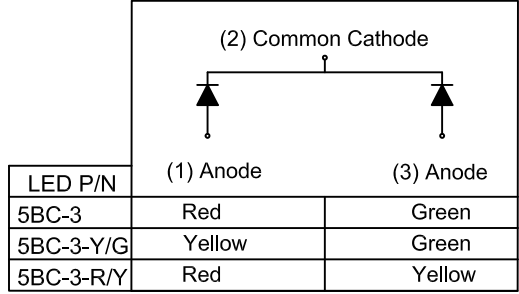 (2) Common Cathode
(1) Anode (3) Anode
LED P/N
5BC-3 Red Green
5BC-3-Y/G Yellow Green
5BC-3-R/Y Red Yellow